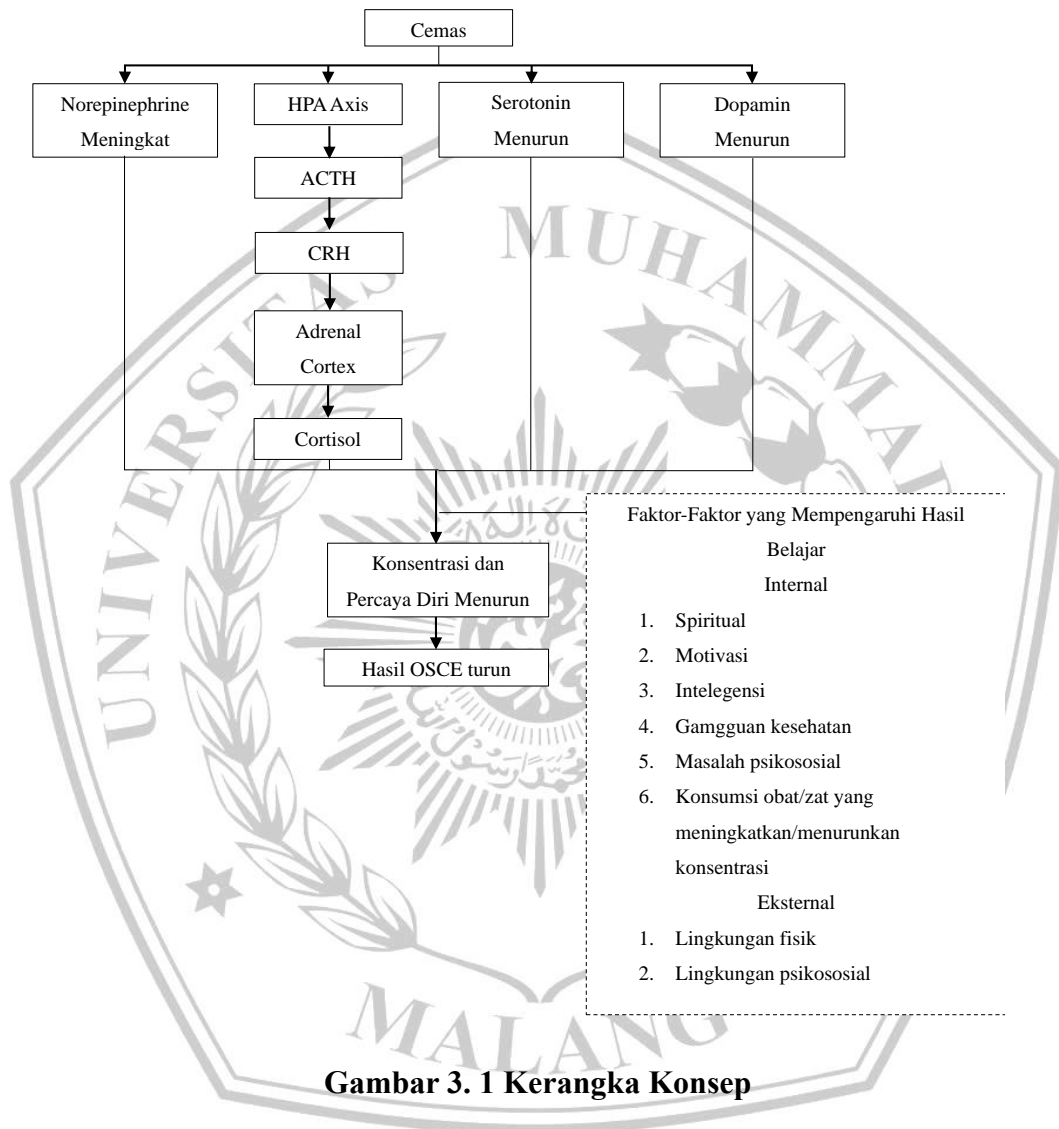 Cemas
Norepinephrine
Meningkat
HPA Axis
Serotonin
Menurun
Dopamin
Menurun
ACTH
CRH
Adrenal
Cortex
Cortisol
Konsentrasi dan
Percaya Diri Menurun
Hasil OSCE turun
Faktor-Faktor yang Mempengaruhi Hasil
Belajar
Internal
1. Spiritual
2. Motivasi
3. Intelegensi
4. Gamgguan kesehatan
5. Masalah psikososial
6. Konsumsi obat/zat yang
meningkatkan/menurunkan
konsentrasi
Eksternal
1. Lingkungan fisik
2. Lingkungan psikososial
UNIVERSITAS
MALANG
Gambar 3. 1 Kerangka Konsep